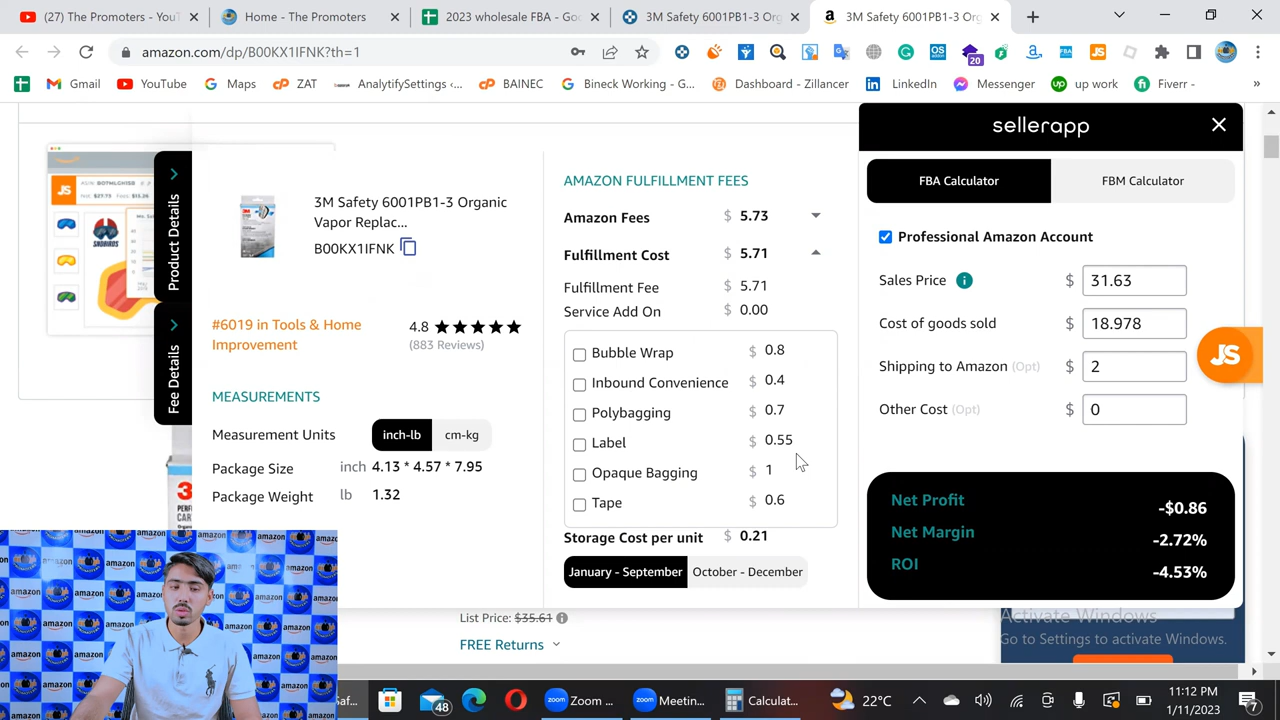 (27) The Promoters - YouT
Home - The Promoters
2023 wholesale FBA - Goo
3M Safety 6001PB1-3 Org
3M Safety 6001PB1-3 Org
amazon.com/dp/B00KX1IFNK?th=1
20
Gmail
YouTube
Maps
ZAT
AnalytifySettings ‹...
BAINEC
Bineck Working - G...
Dashboard - Zillancer
LinkedIn
Messenger
up work
Fiverr -
»
sellerapp
Product Details
Fee Details
3M Safety 6001PB1-3 Organic
Vapor Replac...
B00KX1IFNK
#6019 in Tools & Home
Improvement
4.8
(883 Reviews)
MEASUREMENTS
Measurement Units
inch-lb
cm-kg
Package Size
inch 4.13 * 4.57 * 7.95
Package Weight
lb 1.32
AMAZON FULFILLMENT FEES
Amazon Fees $ 5.73
Fulfillment Cost $ 5.71
Fulfillment Fee $ 5.71
Service Add On $ 0.00
Bubble Wrap $ 0.8
Inbound Convenience $ 0.4
Polybagging $ 0.7
Label $ 0.55
Opaque Bagging $ 1
Tape $ 0.6
Storage Cost per unit $ 0.21
January - September
October - December
FBA Calculator
FBM Calculator
Professional Amazon Account
Sales Price $ 31.63
Cost of goods sold $ 18.978
Shipping to Amazon (Opt) $ 2
Other Cost (Opt) $ 0
Net Profit -$0.86
Net Margin -2.72%
ROI -4.53%
JS
List Price: $35.61
FREE Returns
Activate Windows
Go to Settings to activate Windows.
amazon
48
Zoom ...
Meetin...
Calculat...
22°C
11:12 PM
1/11/2023
7